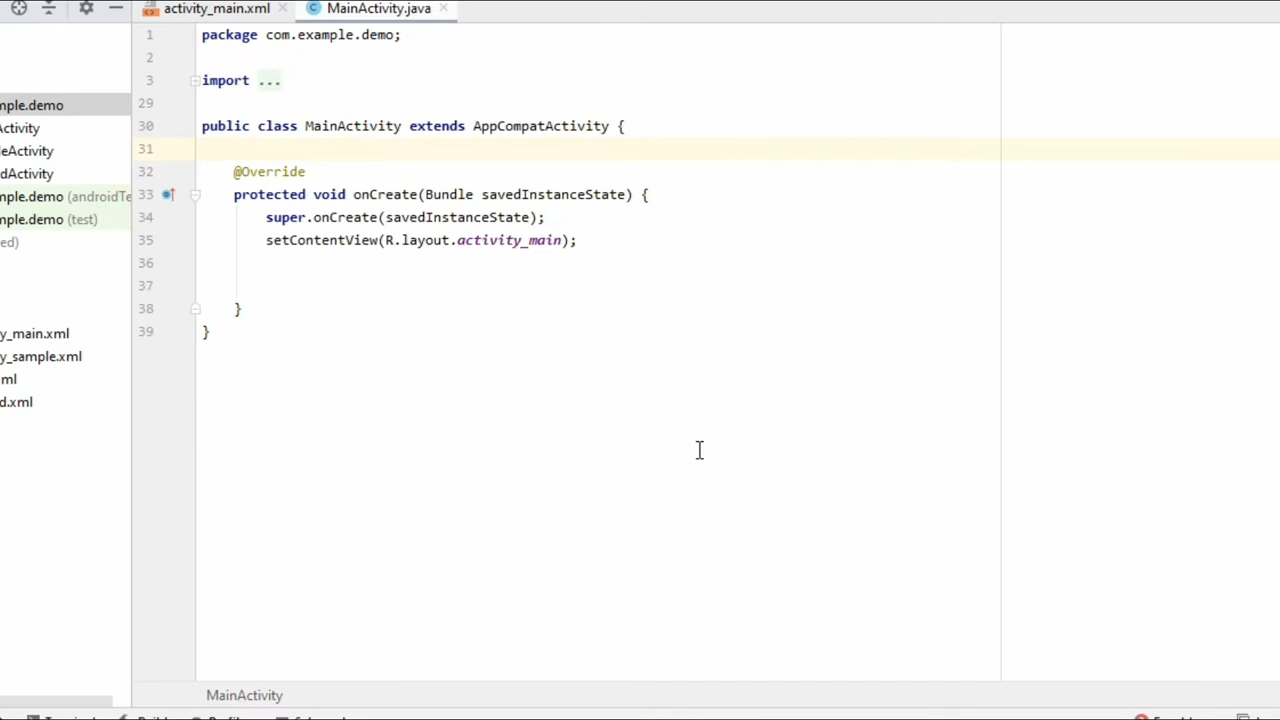 activity_main.xml
MainActivity.java
1 package com.example.demo;
2
3 import ...
29
30 public class MainActivity extends AppCompatActivity {
31
32 @Override
33 protected void onCreate(Bundle savedInstanceState) {
34 super.onCreate(savedInstanceState);
35 setContentView(R.layout.activity_main);
36
37
38 }
39 }
mple.demo
Activity
leActivity
dActivity
mple.demo (androidTe
mple.demo (test)
ed)
y_main.xml
y_sample.xml
ml
d.xml
MainActivity